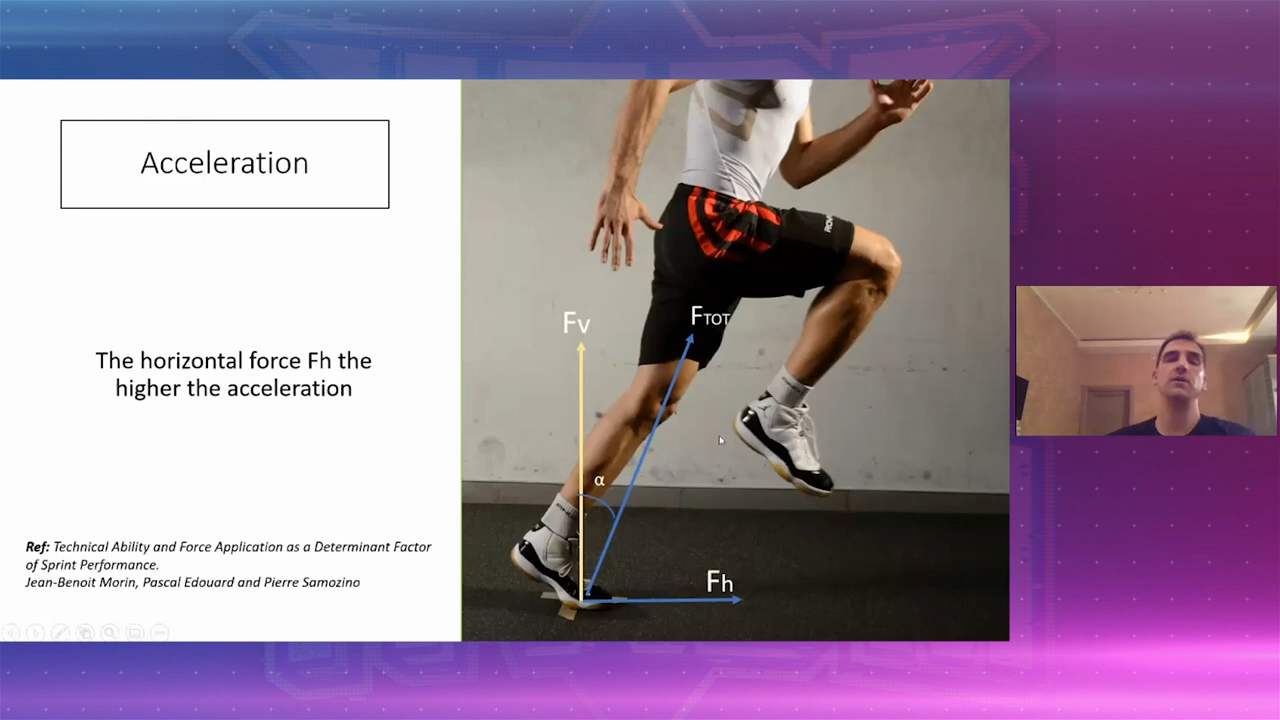 Acceleration
The horizontal force Fh the
higher the acceleration
Ref: Technical Ability and Force Application as a Determinant Factor
of Sprint Performance.
Jean-Benoit Morin, Pascal Edouard and Pierre Samozino
Fv
FTOT
α
Fh